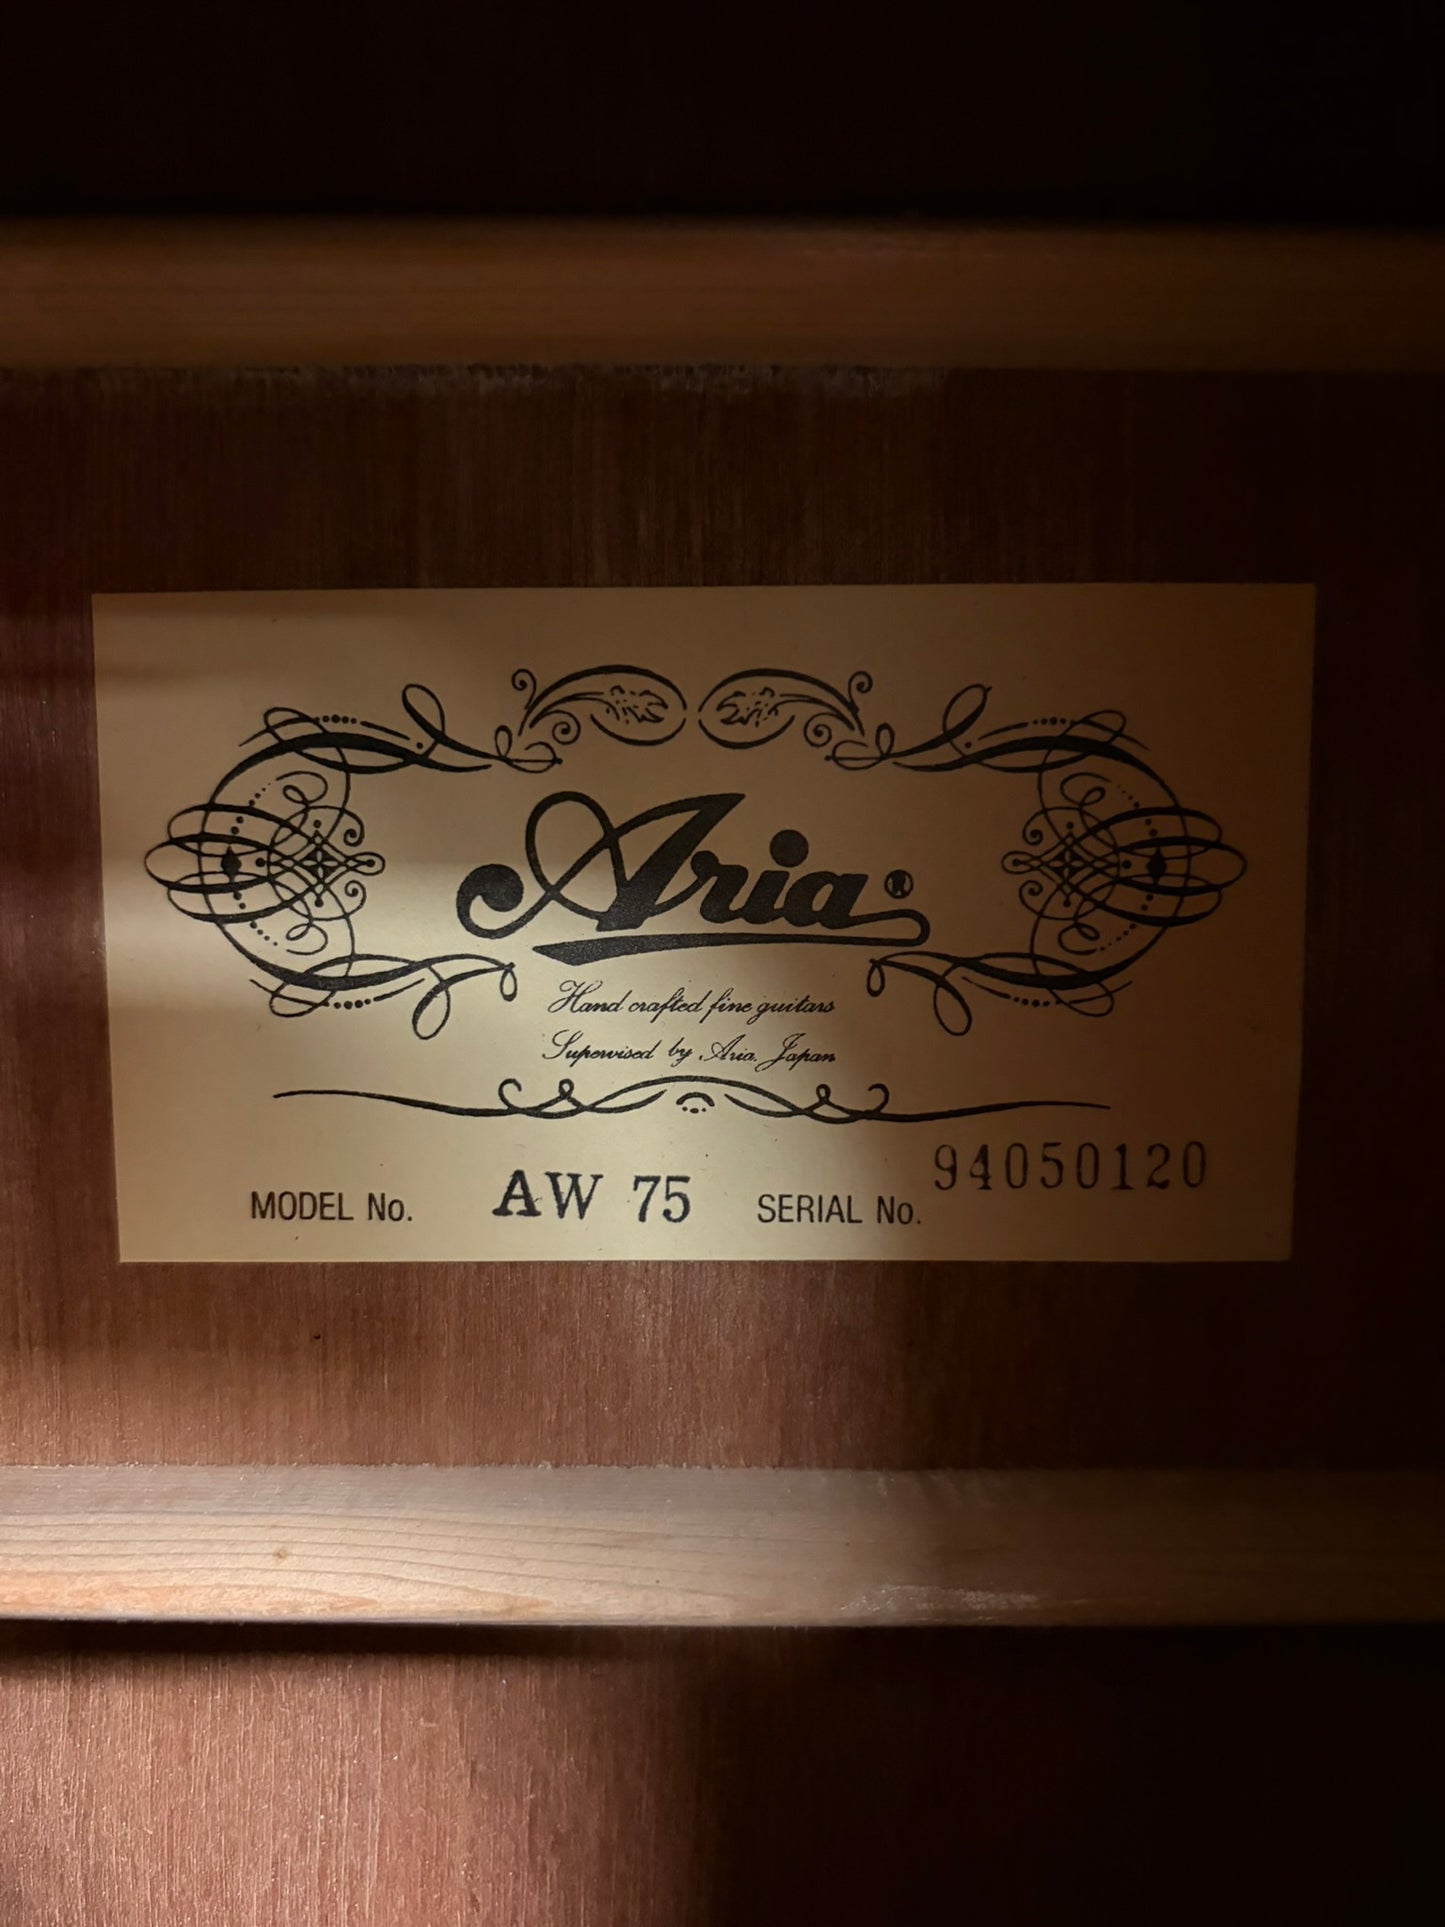 Aria®
Hand crafted fine guitars
Supervised by Aria. Japan
MODEL No. AW 75 SERIAL No. 94050120